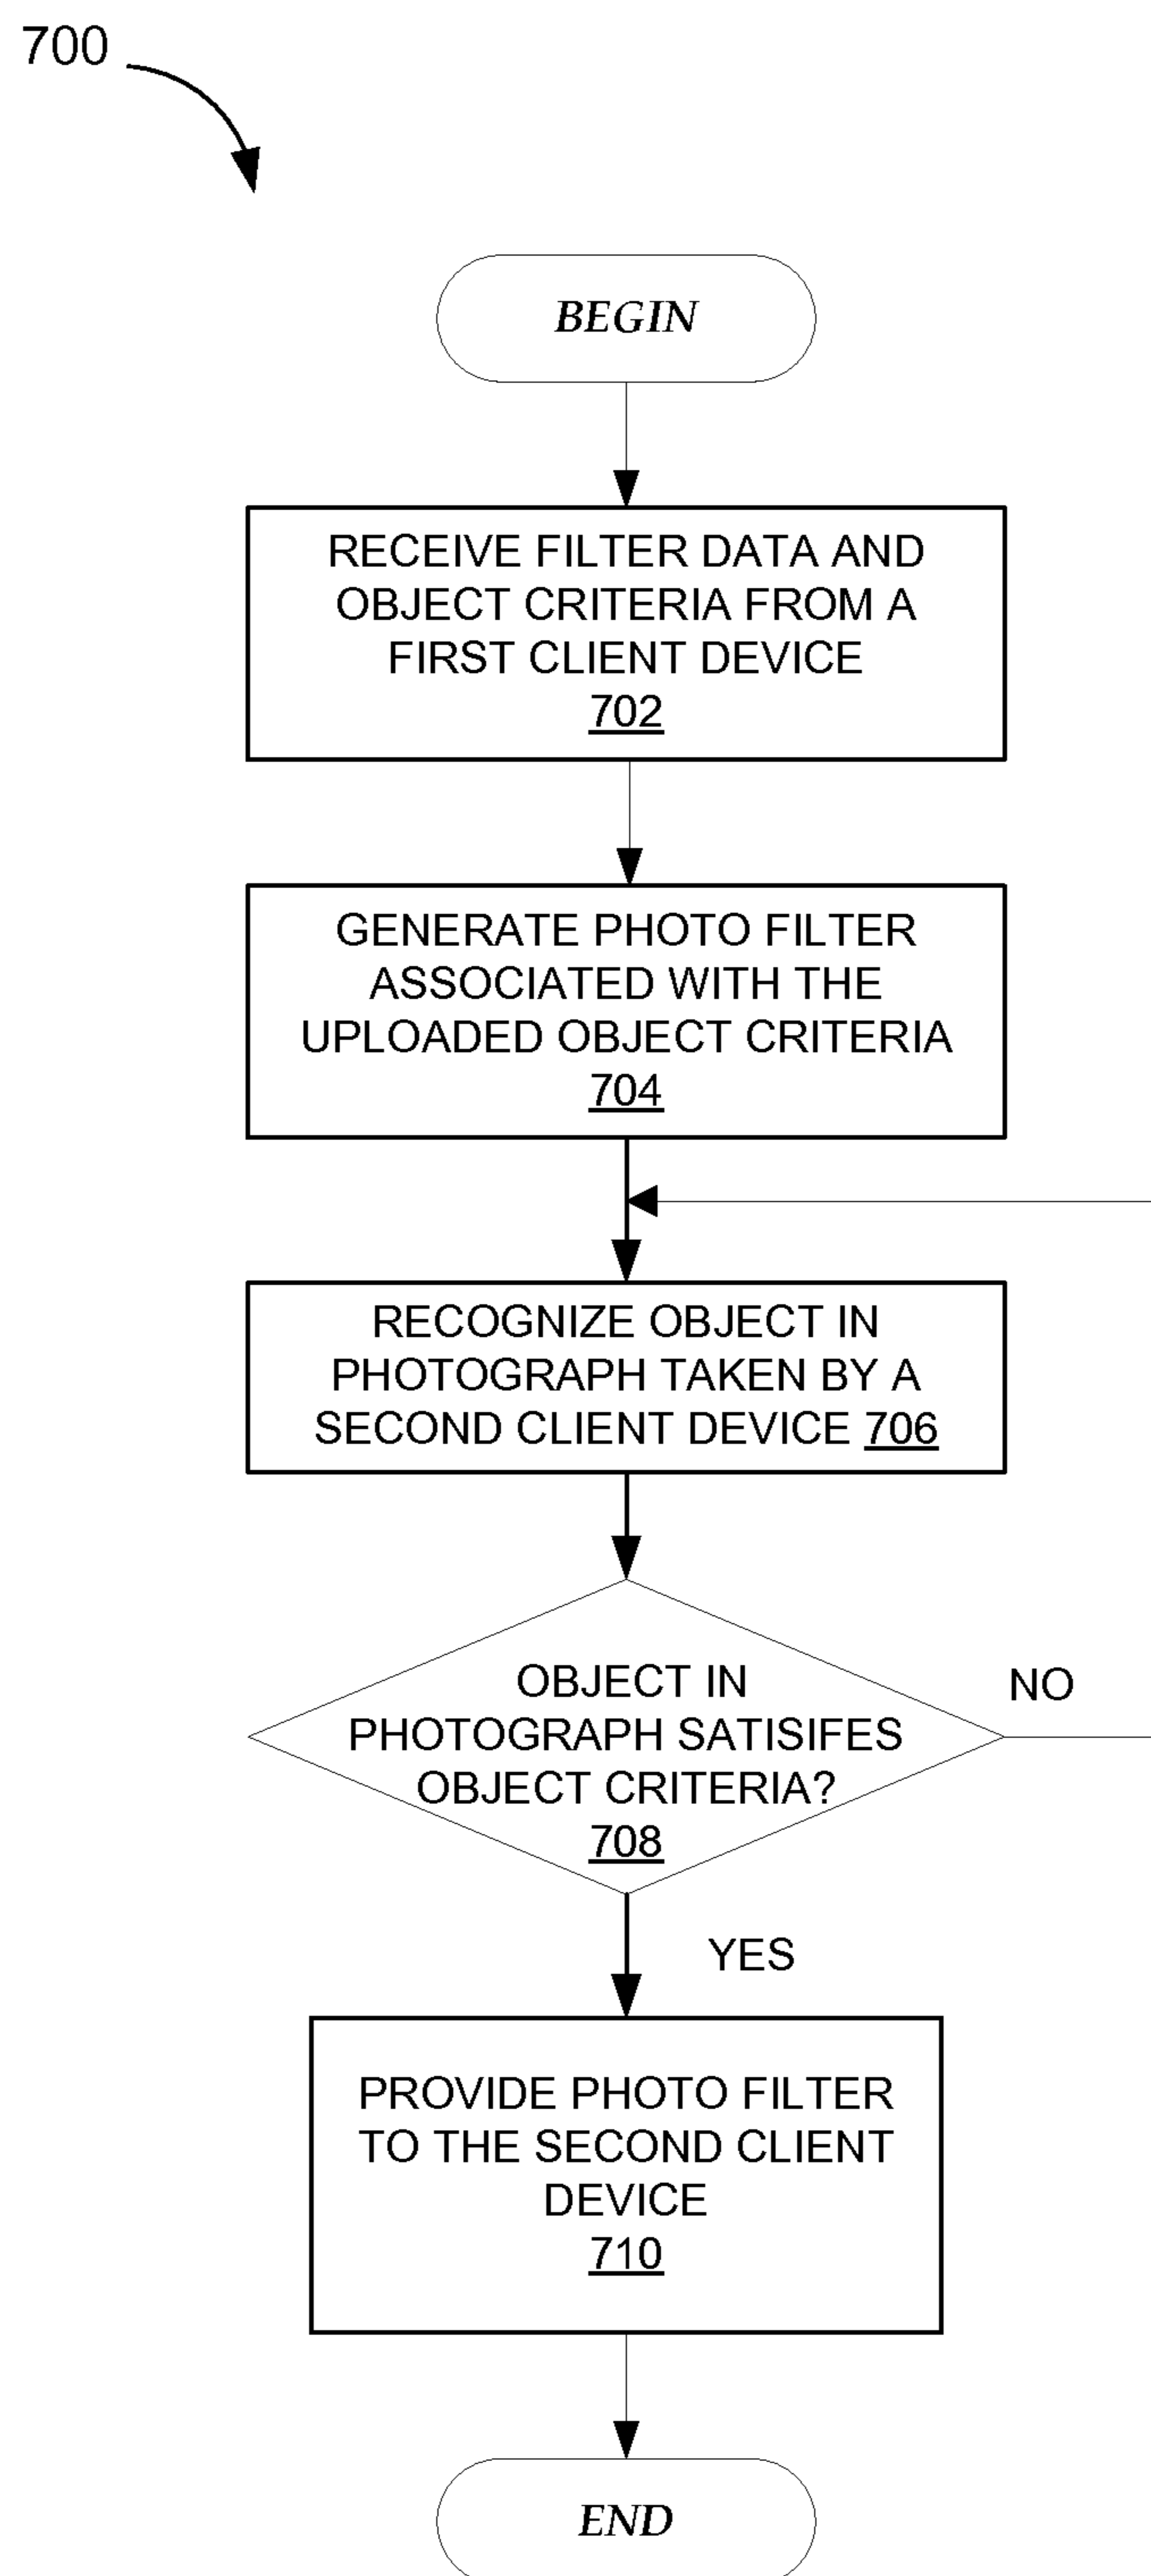 700
BEGIN
RECEIVE FILTER DATA AND
OBJECT CRITERIA FROM A
FIRST CLIENT DEVICE
702
GENERATE PHOTO FILTER
ASSOCIATED WITH THE
UPLOADED OBJECT CRITERIA
704
RECOGNIZE OBJECT IN
PHOTOGRAPH TAKEN BY A
SECOND CLIENT DEVICE 706
OBJECT IN
PHOTOGRAPH SATISIFES
OBJECT CRITERIA?
708
NO
YES
PROVIDE PHOTO FILTER
TO THE SECOND CLIENT
DEVICE
710
END